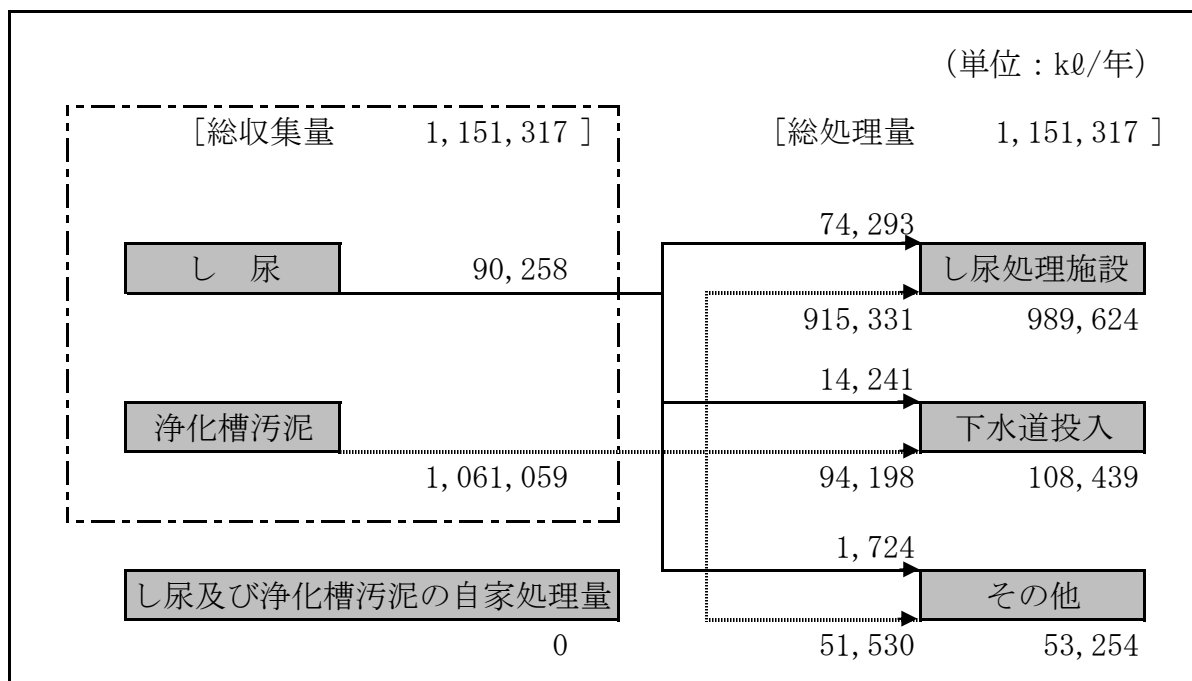 (単位：kℓ/年)
[総収集量 1,151,317 ] [総処理量 1,151,317 ]
74,293
し 尿 90,258 し尿処理施設
915,331 989,624
14,241
浄化槽汚泥 下水道投入
1,061,059 94,198 108,439
1,724
し尿及び浄化槽汚泥の自家処理量 その他
0 51,530 53,254